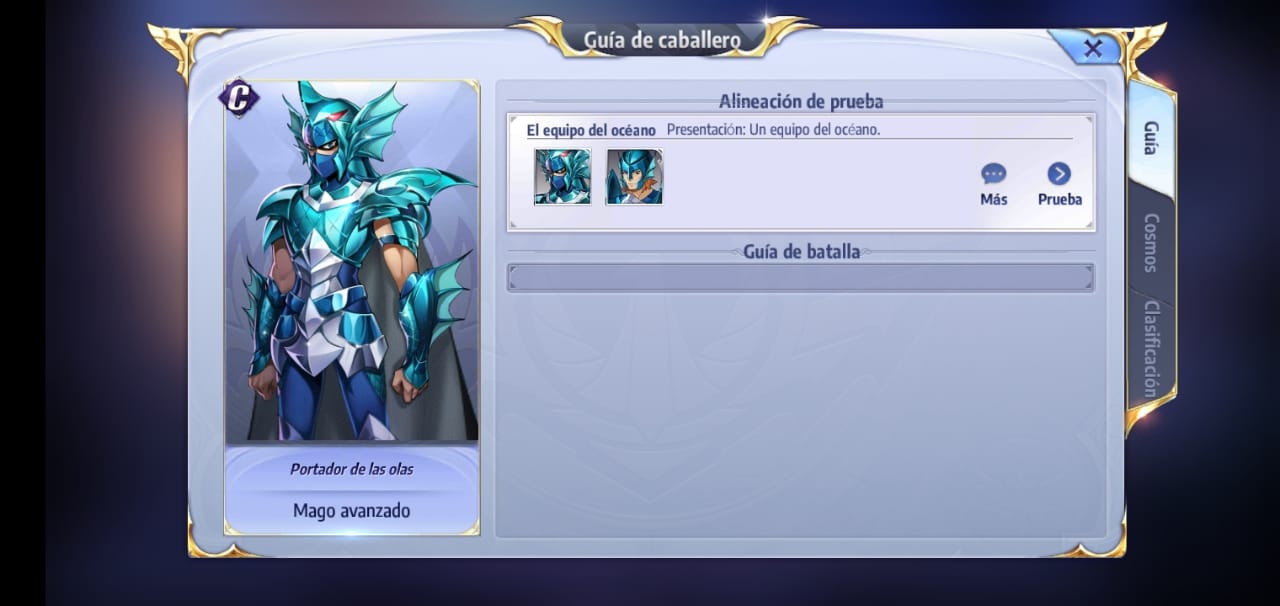 Guía de caballero
C
Alineación de prueba
El equipo del océano Presentación: Un equipo del océano.
Más
Prueba
Guía de batalla
Portador de las olas
Mago avanzado
Guía
Cosmos
Clasificación